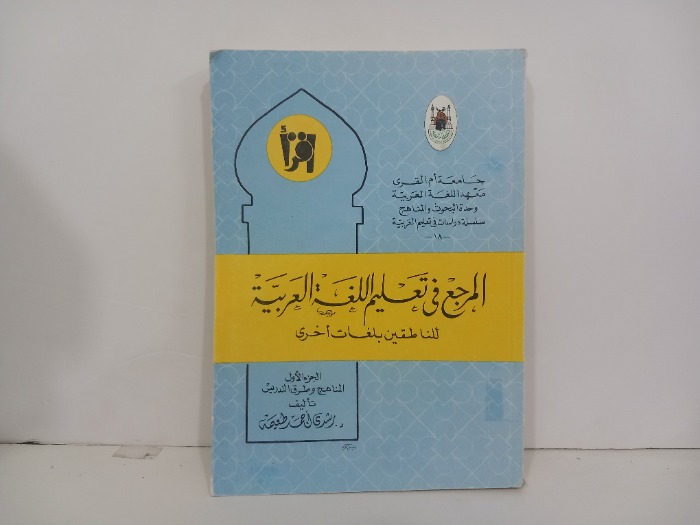 اقرأ
جامعة أم القرى
معهد اللغة العربية
وحدة البحوث والمناهج
سلسلة دراسات في تعليم العربية
-١٨-
المرجع في تعليم اللغة العربية
للناطقين بلغات أخرى
الجزء الأول
المناهج وطرق التدريس
تأليف
د. رشدي أحمد طعيمة